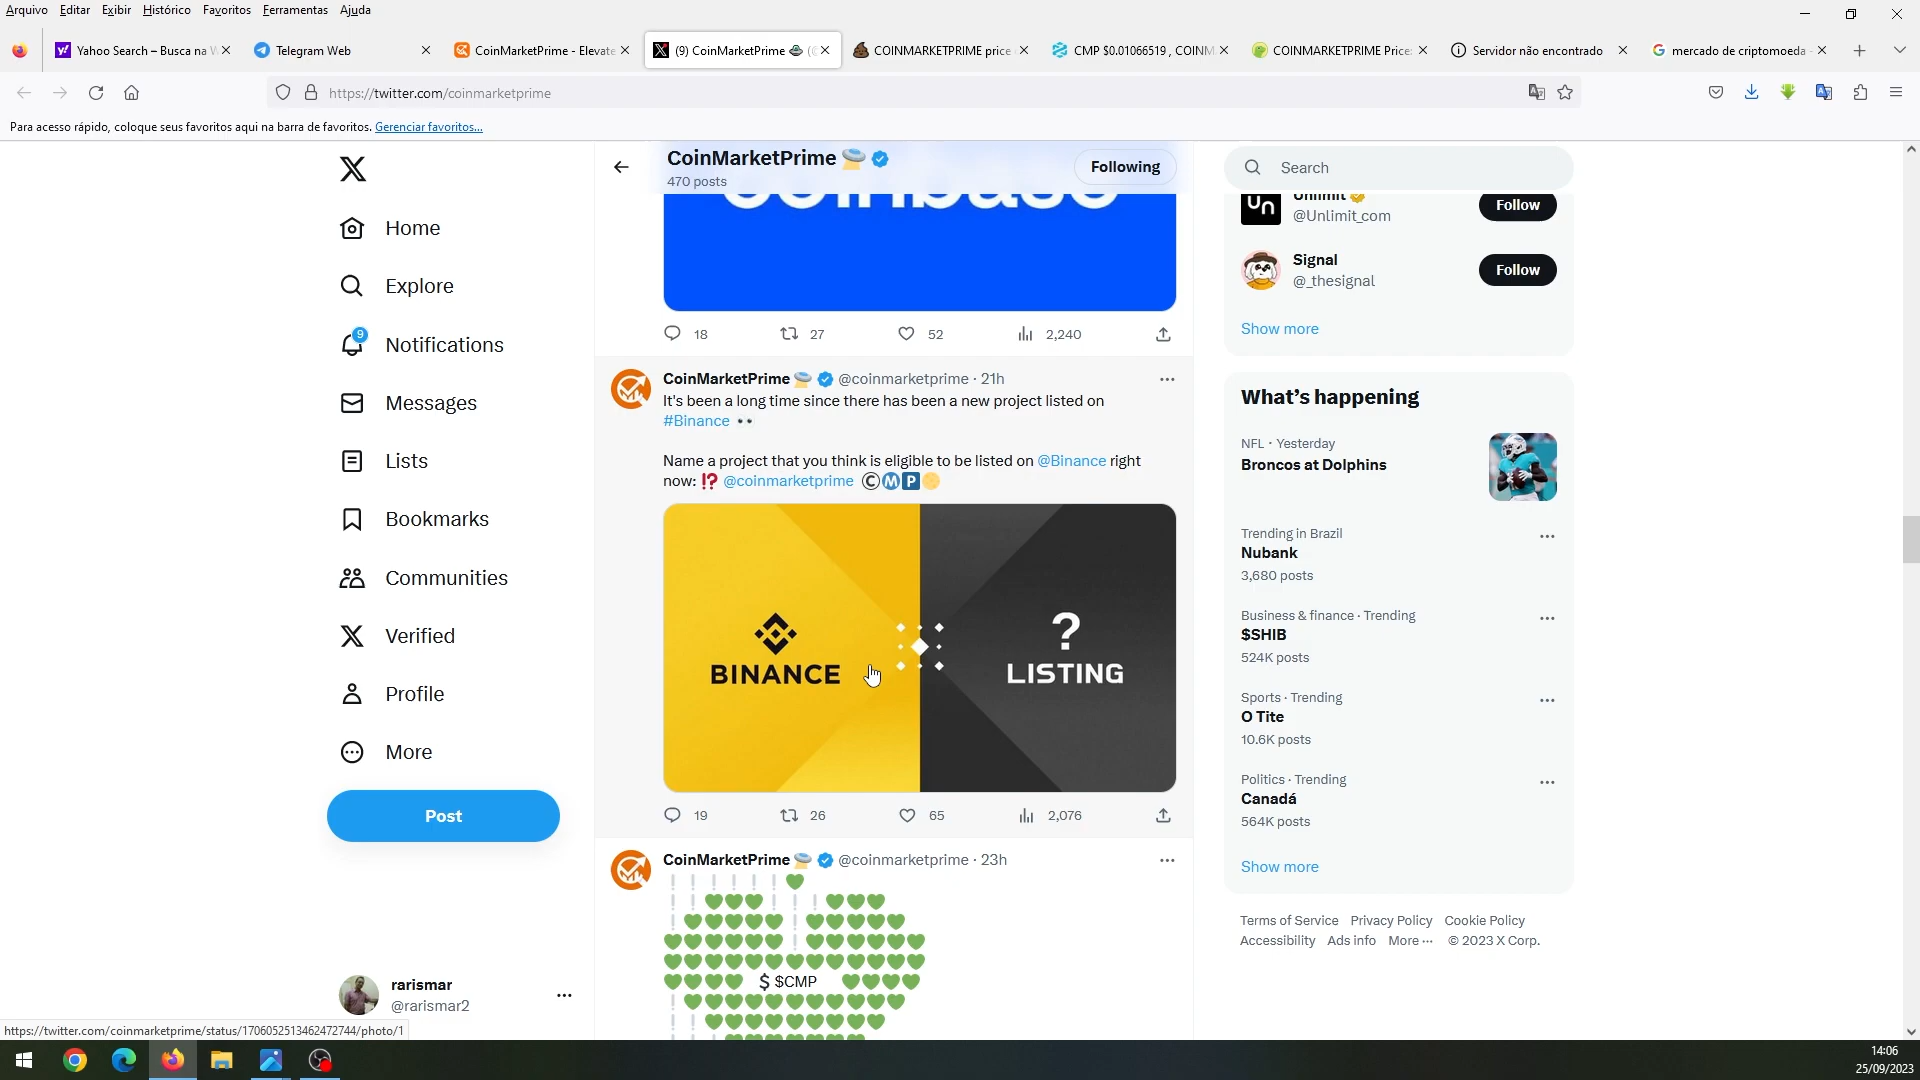 Arquivo Editar Exibir Histórico Favoritos Ferramentas Ajuda
Yahoo Search – Busca na W
Telegram Web
CoinMarketPrime - Elevate
(9) CoinMarketPrime
COINMARKETPRIME price
CMP $0.01066519 , COINM
COINMARKETPRIME Price:
Servidor não encontrado
mercado de criptomoeda -
https://twitter.com/coinmarketprime
Para acesso rápido, coloque seus favoritos aqui na barra de favoritos. Gerenciar favoritos...
Home
Explore
9
Notifications
Messages
Lists
Bookmarks
Communities
Verified
Profile
More
Post
rarismar
@rarismar2
CoinMarketPrime
470 posts
Following
coinbase
18 27 52 2,240
CoinMarketPrime @coinmarketprime · 21h
It's been a long time since there has been a new project listed on
#Binance 👀
Name a project that you think is eligible to be listed on @Binance right
now: ⁉️ @coinmarketprime ©️Ⓜ️🅿️🌕
BINANCE
?
LISTING
19 26 65 2,076
CoinMarketPrime @coinmarketprime · 23h
$ $CMP
Search
Unlimit
@Unlimit_com
Follow
Signal
@_thesignal
Follow
Show more
What's happening
NFL · Yesterday
Broncos at Dolphins
Trending in Brazil
Nubank
3,680 posts
Business & finance · Trending
$SHIB
524K posts
Sports · Trending
O Tite
10.6K posts
Politics · Trending
Canadá
564K posts
Show more
Terms of Service Privacy Policy Cookie Policy
Accessibility Ads info More ··· © 2023 X Corp.
https://twitter.com/coinmarketprime/status/1706052513462472744/photo/1
14:06
25/09/2023